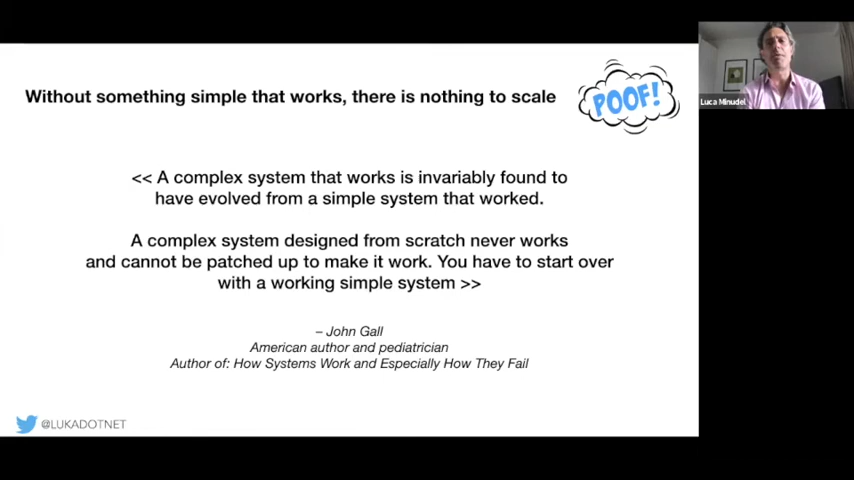 Without something simple that works, there is nothing to scale
POOF!
Luca Minudel
<< A complex system that works is invariably found to
have evolved from a simple system that worked.
A complex system designed from scratch never works
and cannot be patched up to make it work. You have to start over
with a working simple system >>
– John Gall
American author and pediatrician
Author of: How Systems Work and Especially How They Fail
@LUKADOTNET